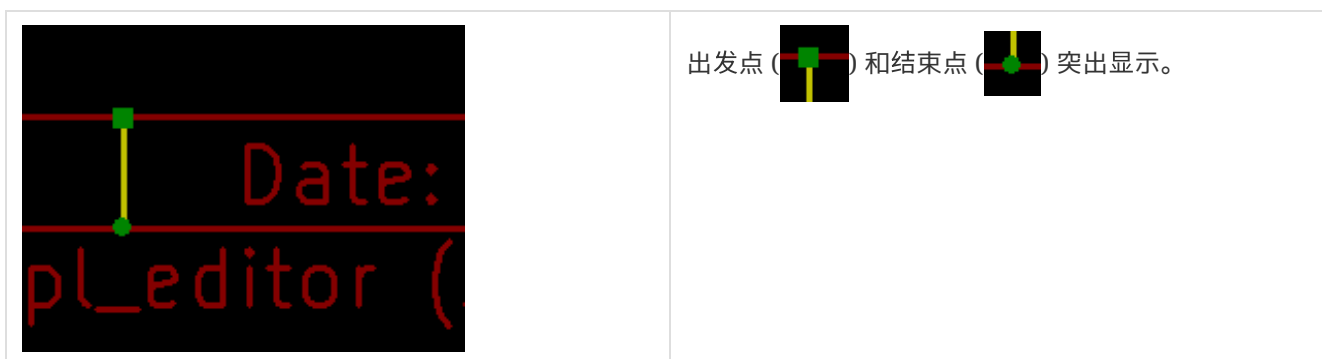 Date:
pl_editor (
出发点 () 和结束点 () 突出显示。